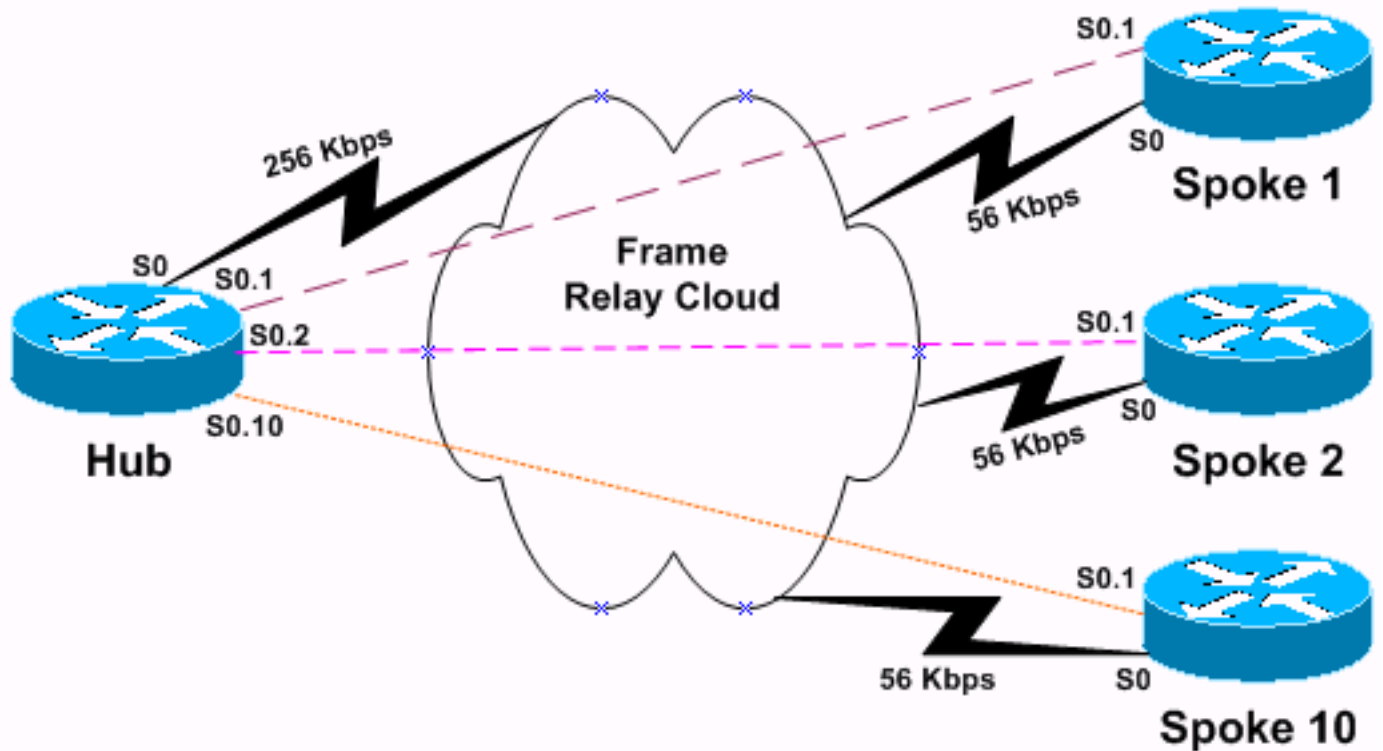 S0.1
256 Kbps
S0
Spoke 1
56 Kbps
Frame
Relay Cloud
S0
S0.1
S0.2
S0.10
Hub
S0.1
S0
56 Kbps
Spoke 2
S0.1
56 Kbps
S0
Spoke 10